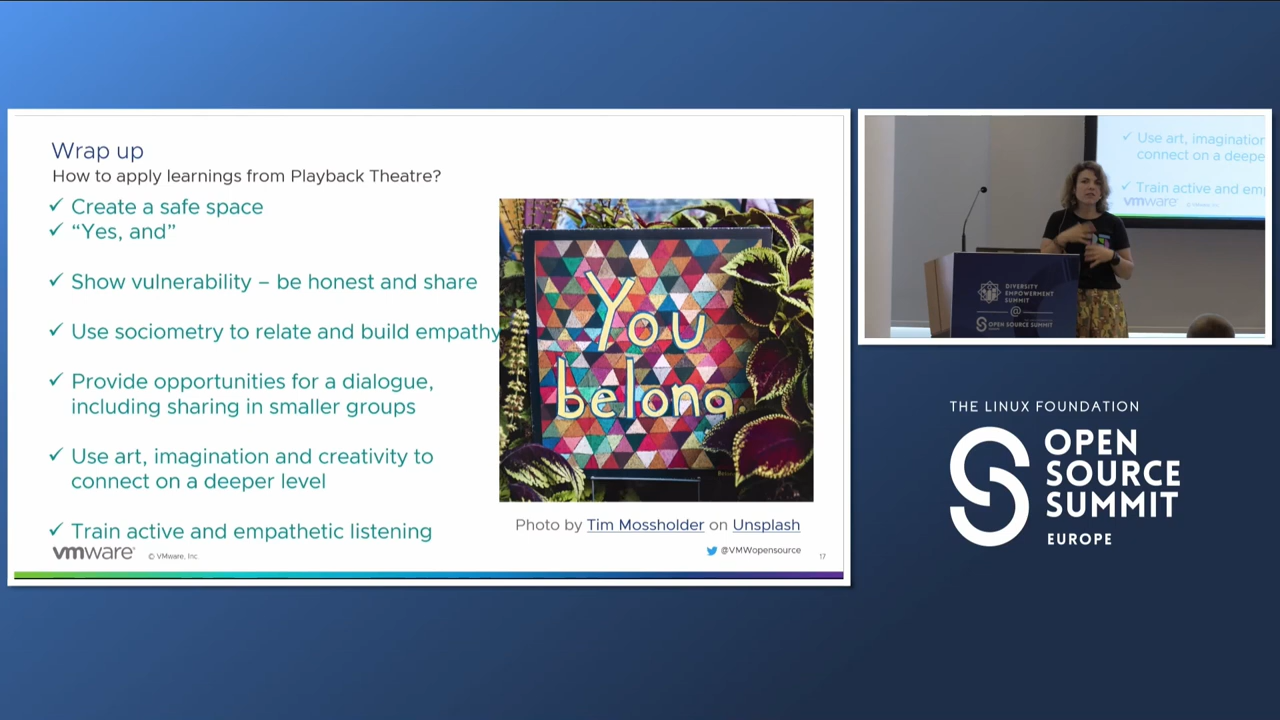 Wrap up
How to apply learnings from Playback Theatre?
✓ Create a safe space
✓ “Yes, and”
✓ Show vulnerability – be honest and share
✓ Use sociometry to relate and build empathy
✓ Provide opportunities for a dialogue,
including sharing in smaller groups
✓ Use art, imagination and creativity to
connect on a deeper level
✓ Train active and empathetic listening
You
belong
Photo by Tim Mossholder on Unsplash
vmware® © VMware, Inc.
@VMWopensource
17
✓ Use art, imagination
connect on a deepe
✓ Train active and emp
vmware © VMware, Inc.
DIVERSITY
EMPOWERMENT
SUMMIT
@
OPEN SOURCE SUMMIT
THE LINUX FOUNDATION
OPEN
SOURCE
SUMMIT
EUROPE